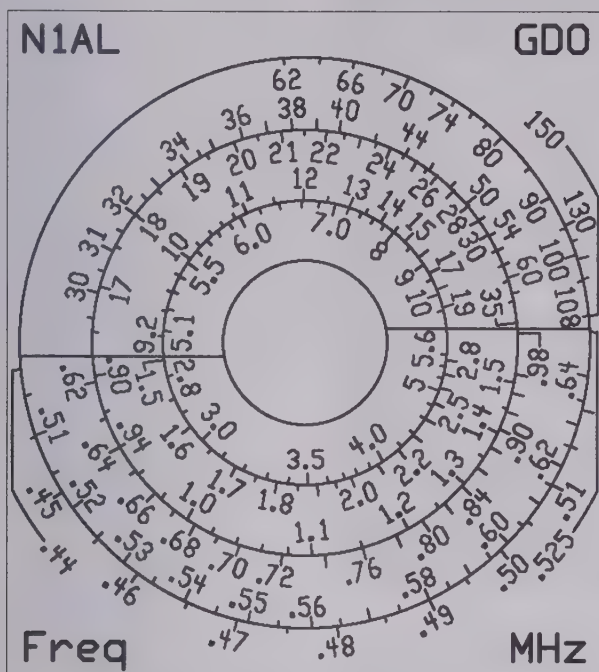 N1AL
GDO
62 66 70 74 80 90 100 108
130 150
30 31 32 34 36 38 40 44 50 54 60
17 18 19 20 21 22 24 26 28 30 35
9.2 10 11 12 13 14 15 17 19
5.1 5.5 6.0 7.0 8 9 10
2.8 3.0 3.5 4.0 5 5.6
1.5 1.6 1.7 1.8 2.0 2.2 2.5 2.8
.90 .94 1.0 1.1 1.2 1.3 1.4 1.5
.62 .64 .66 .68 .70 .72 .76 .80 .84 .90 .98
.51 .52 .53 .54 .55 .56 .58 .60 .62 .64
.44 .45 .46 .47 .48 .49 .50 .51 .525
Freq
MHz